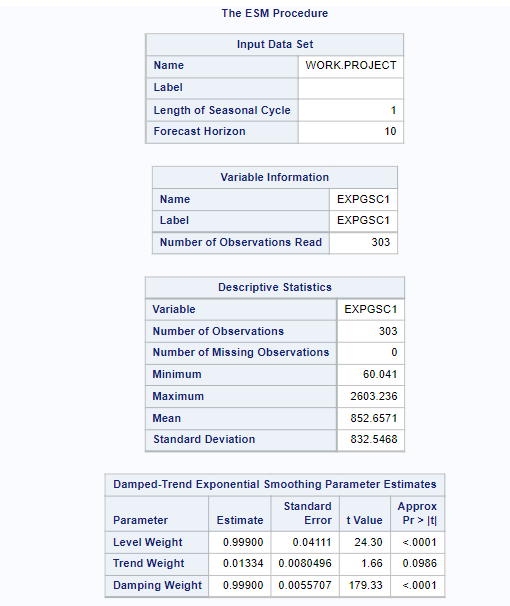 The ESM Procedure
Input Data Set
Name WORK.PROJECT
Label
Length of Seasonal Cycle 1
Forecast Horizon 10
Variable Information
Name EXPGSC1
Label EXPGSC1
Number of Observations Read 303
Descriptive Statistics
Variable EXPGSC1
Number of Observations 303
Number of Missing Observations 0
Minimum 60.041
Maximum 2603.236
Mean 852.6571
Standard Deviation 832.5468
Damped-Trend Exponential Smoothing Parameter Estimates
Parameter Estimate Standard Error t Value Approx Pr > |t|
Level Weight 0.99900 0.04111 24.30 <.0001
Trend Weight 0.01334 0.0080496 1.66 0.0986
Damping Weight 0.99900 0.0055707 179.33 <.0001